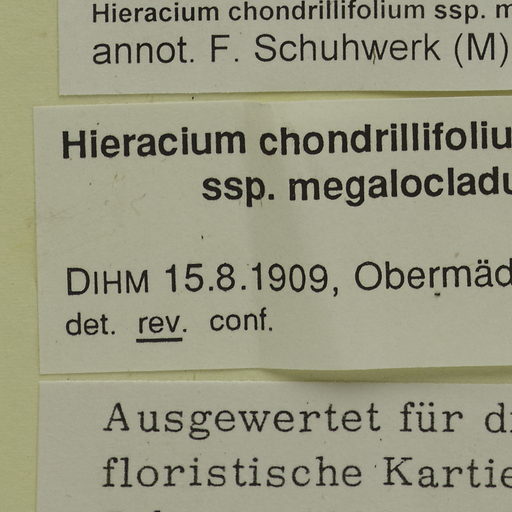 Hieracium chondrillifolium ssp. m
annot. F. Schuhwerk (M)
Hieracium chondrillifoliu
ssp. megalocladu
DIHM 15.8.1909, Obermäd
det. rev. conf.
Ausgewertet für d
floristische Kartie